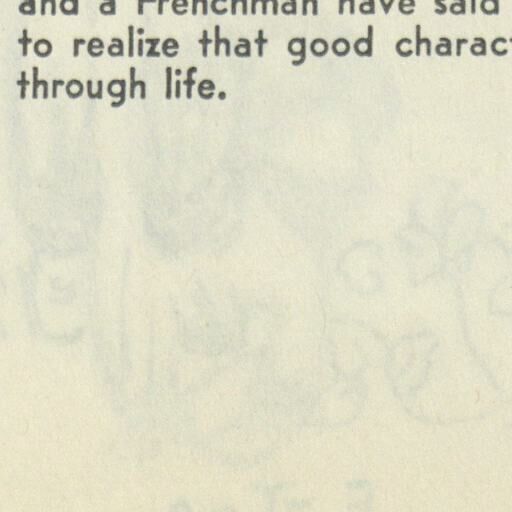 and a Frenchman have said
to realize that good charac
through life.